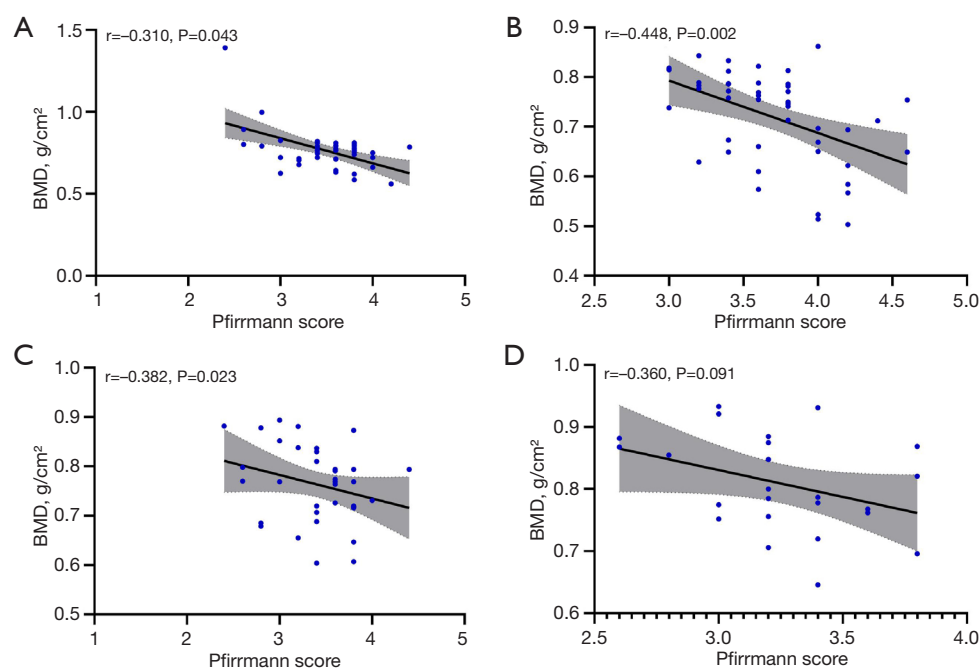 A
r=–0.310, P=0.043
BMD, g/cm²
1.5
1.0
0.5
0.0
1 2 3 4 5
Pfirrmann score
B
r=–0.448, P=0.002
BMD, g/cm²
0.9
0.8
0.7
0.6
0.5
0.4
2.5 3.0 3.5 4.0 4.5 5.0
Pfirrmann score
C
r=–0.382, P=0.023
BMD, g/cm²
1.0
0.9
0.8
0.7
0.6
0.5
1 2 3 4 5
Pfirrmann score
D
r=–0.360, P=0.091
BMD, g/cm²
1.0
0.9
0.8
0.7
0.6
2.5 3.0 3.5 4.0
Pfirrmann score